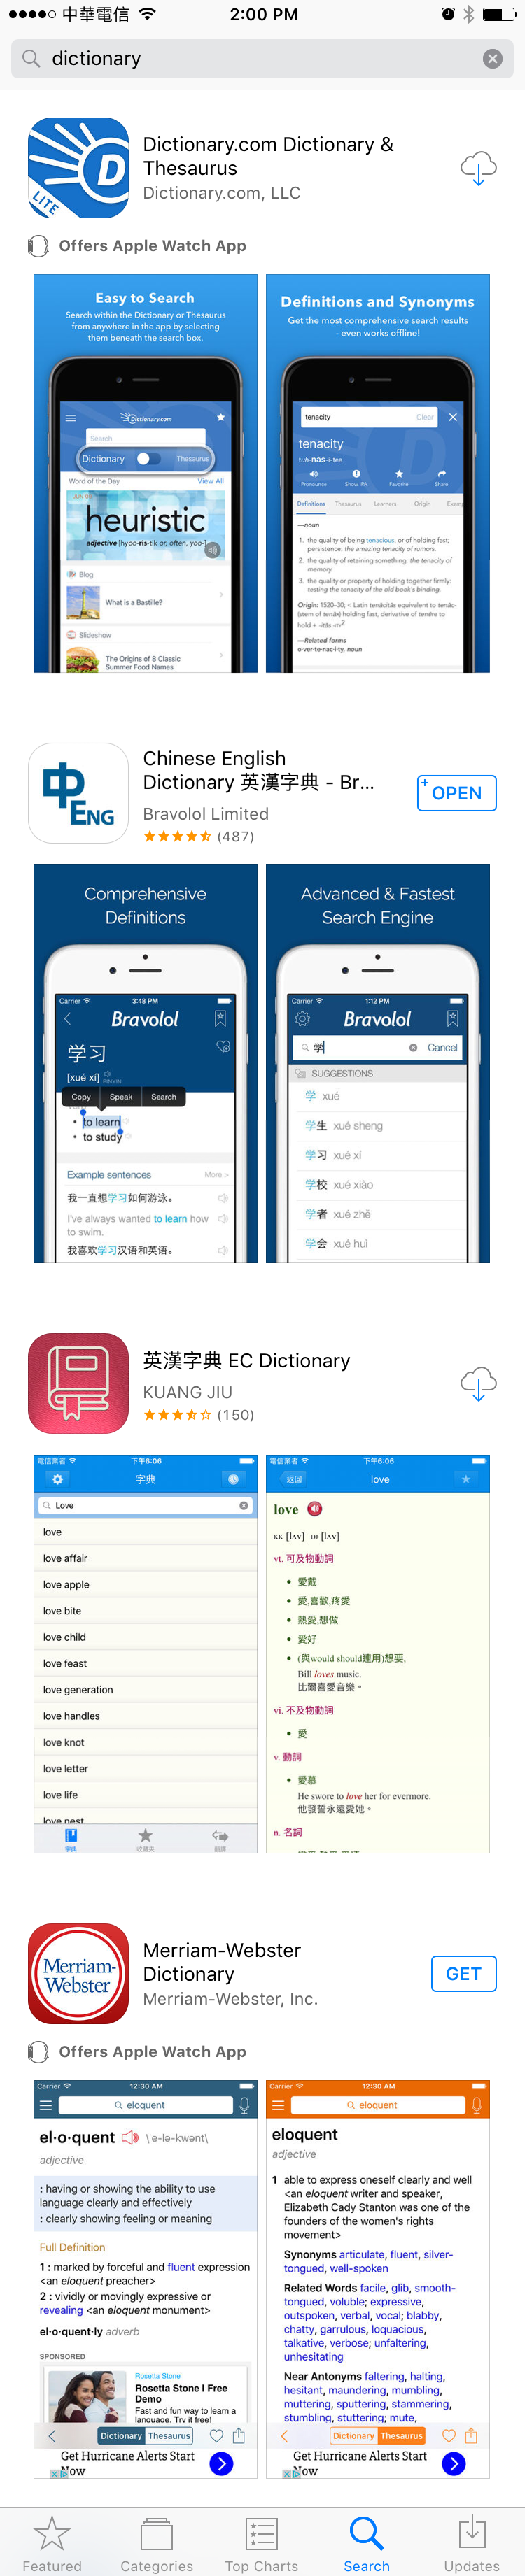 中華電信 2:00 PM
dictionary
Dictionary.com Dictionary &
Thesaurus
Dictionary.com, LLC
LITE
Offers Apple Watch App
Easy to Search
Search within the Dictionary or Thesaurus
from anywhere in the app by selecting
them beneath the search box.
Dictionary.com
Search
Dictionary Thesaurus
Word of the Day View All
heuristic
adjective [hyoo-ris-tik or, often, yoo-]
Blog
What is a Bastille?
Slideshow
The Origins of 8 Classic
Summer Food Names
Definitions and Synonyms
Get the most comprehensive search results
- even works offline!
tenacity Clear
tenacity
tuh-nas-i-tee
Pronounce Show IPA Favorite Share
Definitions Thesaurus Learners Origin Examp
—noun
1. the quality of being tenacious, or of holding fast;
persistence: the amazing tenacity of rumors.
2. the quality of retaining something: the tenacity of
memory.
3. the quality or property of holding together firmly:
testing the tenacity of the old book's binding.
Origin: 1520–30; < Latin tenācitās equivalent to tenāc-
(stem of tenāx) holding fast, derivative of tenēre to
hold + -itās -ITY2
—Related forms
o·ver·te·nac·i·ty, noun
中ENG
Chinese English
Dictionary 英漢字典 - Br...
Bravolol Limited
(487)
+ OPEN
Comprehensive
Definitions
Carrier 3:48 PM
Bravolol
学习
[xué xí] PINYIN
Copy Speak Search
• to learn
• to study
Example sentences More >
我一直想学习如何游泳。
I've always wanted to learn how
to swim.
我喜欢学习汉语和英语。
Advanced & Fastest
Search Engine
Carrier 1:12 PM
Bravolol
学 Cancel
SUGGESTIONS
学 xué
学生 xué sheng
学习 xué xí
学校 xué xiào
学者 xué zhě
学会 xué huì
英漢字典 EC Dictionary
KUANG JIU
(150)
電信業者 下午6:06
字典
Love
love
love affair
love apple
love bite
love child
love feast
love generation
love handles
love knot
love letter
love life
love nest
字典 收藏夾 翻譯
電信業者 下午6:06
返回 love
love
KK [lʌv] DJ [lʌv]
vt. 可及物動詞
• 愛戴
• 愛,喜歡,疼愛
• 熱愛,想做
• 愛好
• (與would should連用)想要,
Bill loves music.
比爾喜愛音樂。
vi. 不及物動詞
• 愛
v. 動詞
• 愛慕
He swore to love her for evermore.
他發誓永遠愛她。
n. 名詞
Merriam-
Webster
Merriam-Webster
Dictionary
Merriam-Webster, Inc.
GET
Offers Apple Watch App
Carrier 12:30 AM
eloquent
el·o·quent \ˈe-lə-kwənt\
adjective
: having or showing the ability to use
language clearly and effectively
: clearly showing feeling or meaning
Full Definition
1 : marked by forceful and fluent expression
<an eloquent preacher>
2 : vividly or movingly expressive or
revealing <an eloquent monument>
el·o·quent·ly adverb
SPONSORED
Rosetta Stone
Rosetta Stone | Free
Demo
Fast and fun way to learn a
language. Try it free!
Dictionary Thesaurus
Get Hurricane Alerts Start
Now
Carrier 12:30 AM
eloquent
eloquent
adjective
1 able to express oneself clearly and well
<an eloquent writer and speaker,
Elizabeth Cady Stanton was one of the
founders of the women's rights
movement>
Synonyms articulate, fluent, silver-
tongued, well-spoken
Related Words facile, glib, smooth-
tongued, voluble; expressive,
outspoken, verbal, vocal; blabby,
chatty, garrulous, loquacious,
talkative, verbose; unfaltering,
unhesitating
Near Antonyms faltering, halting,
hesitant, maundering, mumbling,
muttering, sputtering, stammering,
stumbling, stuttering; mute,
Dictionary Thesaurus
Get Hurricane Alerts Start
Now
Featured Categories Top Charts Search Updates